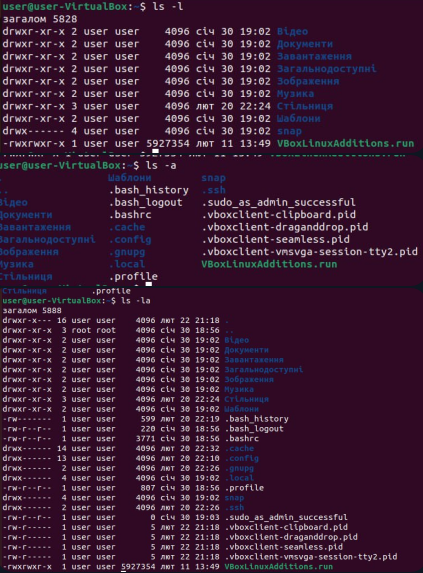 user@user-VirtualBox:~$ ls -l
загалом 5828
drwxr-xr-x 2 user user 4096 січ 30 19:02 Відео
drwxr-xr-x 2 user user 4096 січ 30 19:02 Документи
drwxr-xr-x 2 user user 4096 січ 30 19:02 Завантаження
drwxr-xr-x 2 user user 4096 січ 30 19:02 Загальнодоступні
drwxr-xr-x 2 user user 4096 січ 30 19:02 Зображення
drwxr-xr-x 2 user user 4096 січ 30 19:02 Музика
drwxr-xr-x 3 user user 4096 лют 20 22:24 Стільниця
drwxr-xr-x 2 user user 4096 січ 30 19:02 Шаблони
drwx------ 4 user user 4096 січ 30 19:02 snap
-rwxrwxr-x 1 user user 5927354 лют 11 13:49 VBoxLinuxAdditions.run
user@user-VirtualBox:~$ ls -a
. Шаблони snap
.. .bash_history .ssh
Відео .bash_logout .sudo_as_admin_successful
Документи .bashrc .vboxclient-clipboard.pid
Завантаження .cache .vboxclient-draganddrop.pid
Загальнодоступні .config .vboxclient-seamless.pid
Зображення .gnupg .vboxclient-vmsvga-session-tty2.pid
Музика .local VBoxLinuxAdditions.run
Стільниця .profile
Стільниця .profile
user@user-VirtualBox:~$ ls -la
загалом 5888
drwxr-x--- 16 user user 4096 лют 22 21:18 .
drwxr-xr-x 3 root root 4096 січ 30 18:56 ..
drwxr-xr-x 2 user user 4096 січ 30 19:02 Відео
drwxr-xr-x 2 user user 4096 січ 30 19:02 Документи
drwxr-xr-x 2 user user 4096 січ 30 19:02 Завантаження
drwxr-xr-x 2 user user 4096 січ 30 19:02 Загальнодоступні
drwxr-xr-x 2 user user 4096 січ 30 19:02 Зображення
drwxr-xr-x 2 user user 4096 січ 30 19:02 Музика
drwxr-xr-x 3 user user 4096 лют 20 22:24 Стільниця
drwxr-xr-x 2 user user 4096 січ 30 19:02 Шаблони
-rw------- 1 user user 599 лют 20 22:19 .bash_history
-rw-r--r-- 1 user user 220 січ 30 18:56 .bash_logout
-rw-r--r-- 1 user user 3771 січ 30 18:56 .bashrc
drwx------ 14 user user 4096 лют 20 22:32 .cache
drwx------ 13 user user 4096 лют 20 22:10 .config
drwx------ 2 user user 4096 лют 20 22:26 .gnupg
drwx------ 4 user user 4096 січ 30 19:02 .local
-rw-r--r-- 1 user user 807 січ 30 18:56 .profile
drwx------ 4 user user 4096 січ 30 19:02 snap
drwx------ 2 user user 4096 лют 20 22:26 .ssh
-rw-r--r-- 1 user user 0 січ 30 19:03 .sudo_as_admin_successful
-rw-r----- 1 user user 5 лют 22 21:18 .vboxclient-clipboard.pid
-rw-r----- 1 user user 5 лют 22 21:18 .vboxclient-draganddrop.pid
-rw-r----- 1 user user 5 лют 22 21:18 .vboxclient-seamless.pid
-rw-r----- 1 user user 5 лют 22 21:18 .vboxclient-vmsvga-session-tty2.pid
-rwxrwxr-x 1 user user 5927354 лют 11 13:49 VBoxLinuxAdditions.run